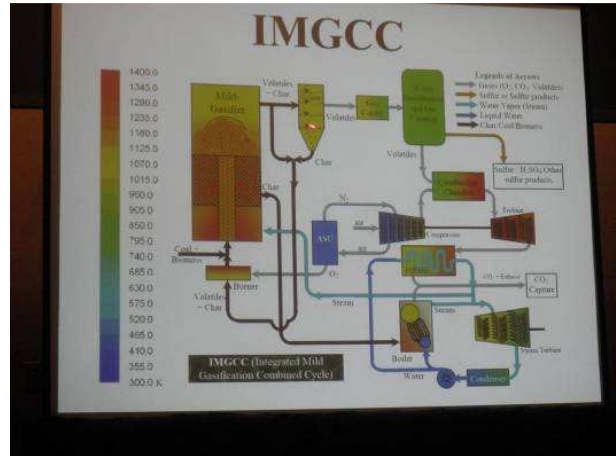 IMGCC
1400.0
1345.0
1290.0
1235.0
1180.0
1125.0
1070.0
1015.0
960.0
905.0
850.0
795.0
740.0
685.0
630.0
575.0
520.0
465.0
410.0
355.0
300.0 K
Mild-
Gasifier
Volatiles
+ Char
Volatiles
Char
Char
Coal +
Biomass
Burner
Volatiles
+ Char
N2
ASU
O2
air
air
Compressor
Volatiles
Combustion
Chamber
Turbine
Legends of Arrows
Gases (O2, CO2, Volatiles)
Sulfur or Sulfur products
Water Vapor (Steam)
Liquid Water
Char/Coal/Biomass
Sulfur / H2SO4/Other
sulfur products
HRSG
CO2 + Exhaust
CO2
Capture
Steam
Steam
Boiler
Steam Turbine
Water
Condenser
IMGCC (Integrated Mild
Gasification Combined Cycle)